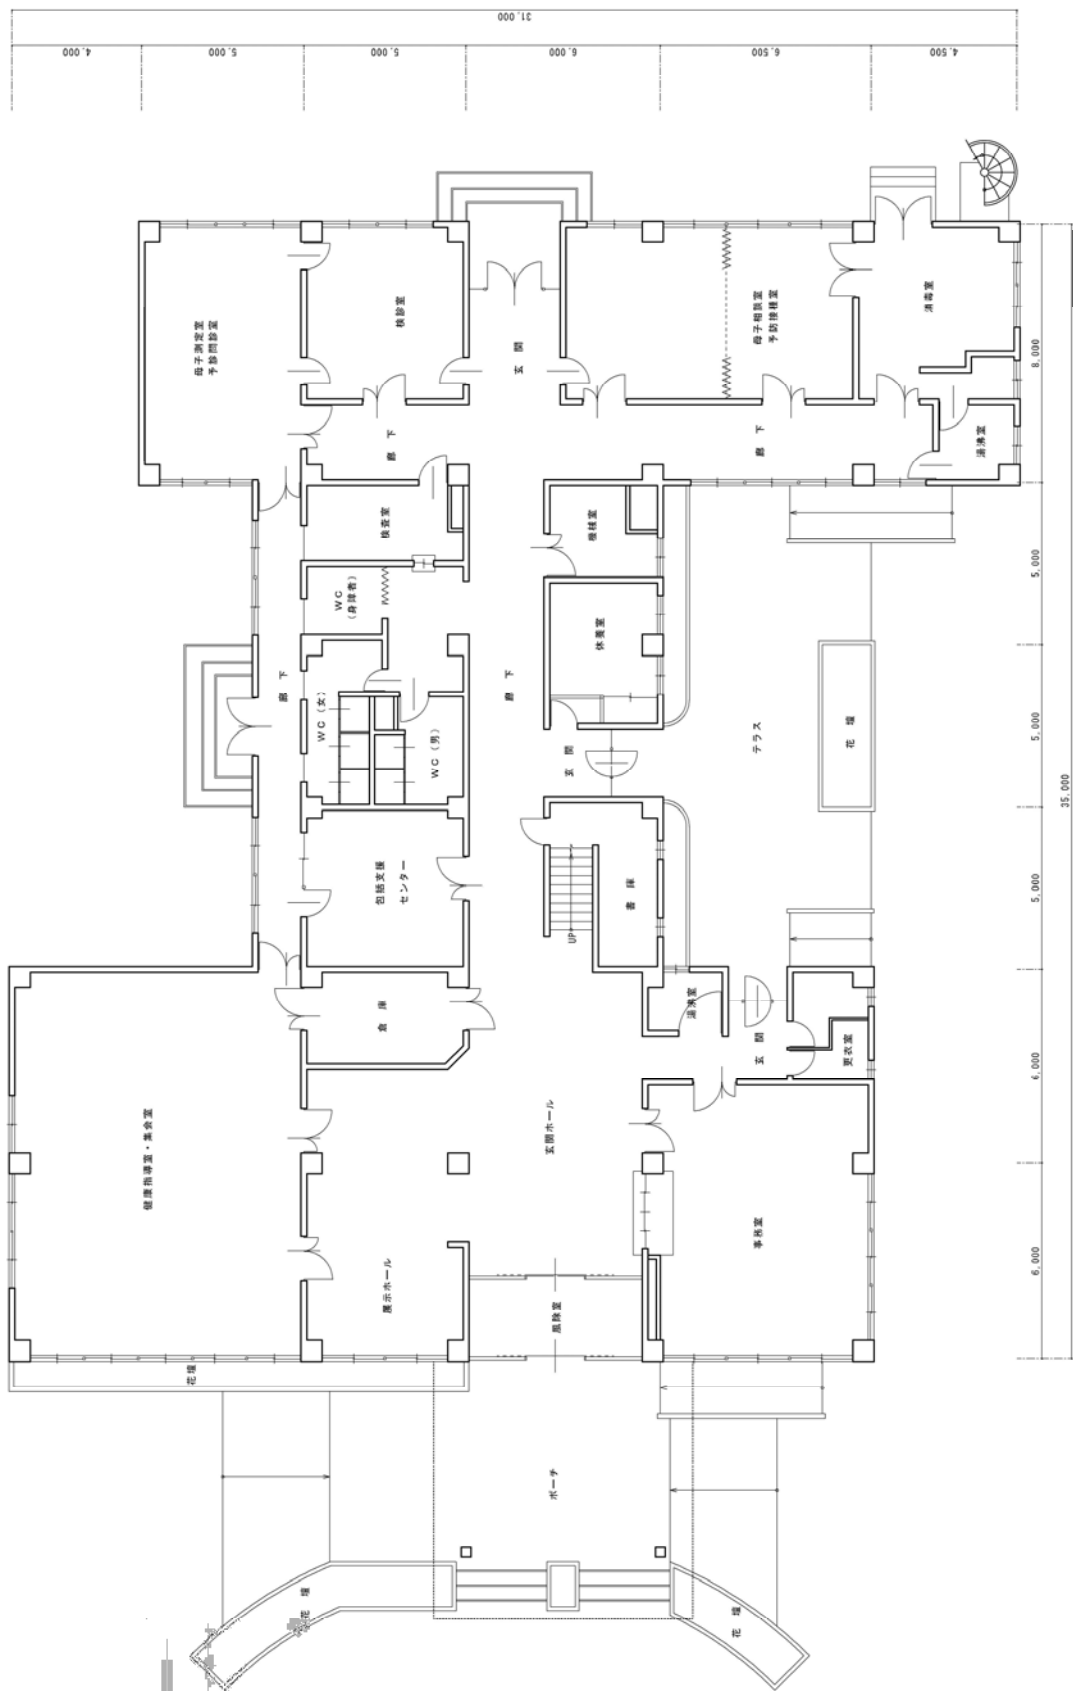 31,000
4,000
5,000
5,000
6,000
6,500
4,500
母子測定室
予診問診室
検診室
玄関
母子相談室
予防接種室
消毒室
8,000
廊下
廊下
湯沸室
検査室
機械室
5,000
WC
(身障者)
休養室
廊下
WC(女)
WC(男)
廊下
玄関
テラス
花壇
5,000
35,000
包括支援
センター
書庫
5,000
UP
倉庫
湯沸室
玄関
更衣室
6,000
健康指導室・集会室
玄関ホール
事務室
6,000
展示ホール
風除室
花壇
ポーチ
花壇
花壇